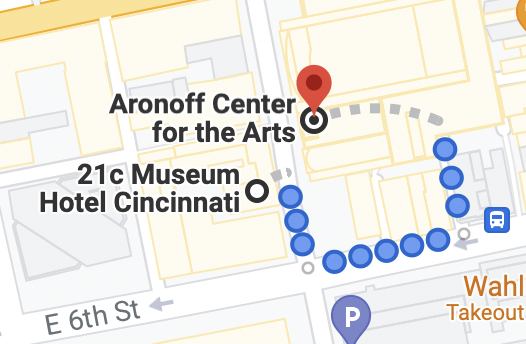 Aronoff Center
for the Arts
21c Museum
Hotel Cincinnati
E 6th St
P
Wahl
Takeout